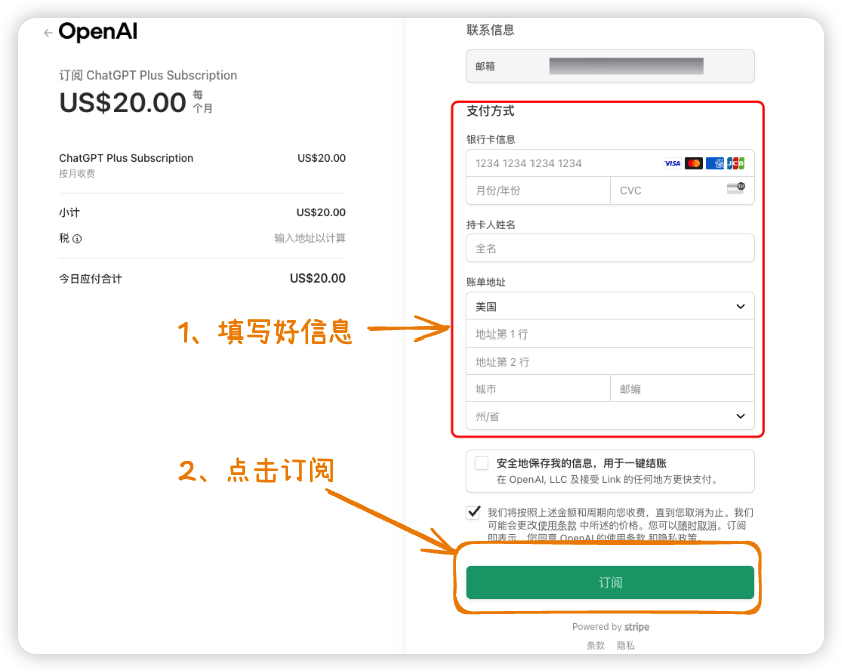 ← OpenAI
订阅 ChatGPT Plus Subscription
US$20.00 每个月
ChatGPT Plus Subscription US$20.00
按月收费
小计 US$20.00
税 输入地址以计算
今日应付合计 US$20.00
1、填写好信息
2、点击订阅
联系信息
邮箱
支付方式
银行卡信息
1234 1234 1234 1234 VISA JCB
月份/年份 CVC
持卡人姓名
全名
账单地址
美国
地址第 1 行
地址第 2 行
城市 邮编
州/省
安全地保存我的信息，用于一键结账
在 OpenAI, LLC 及接受 Link 的任何地方更快支付。
我们将按照上述金额和周期向您收费，直到您取消为止。我们
可能会更改使用条款 中所述的价格。您可以随时取消。订阅
即表示，您同意 OpenAI 的使用条款 和隐私政策。
订阅
Powered by stripe
条款 隐私